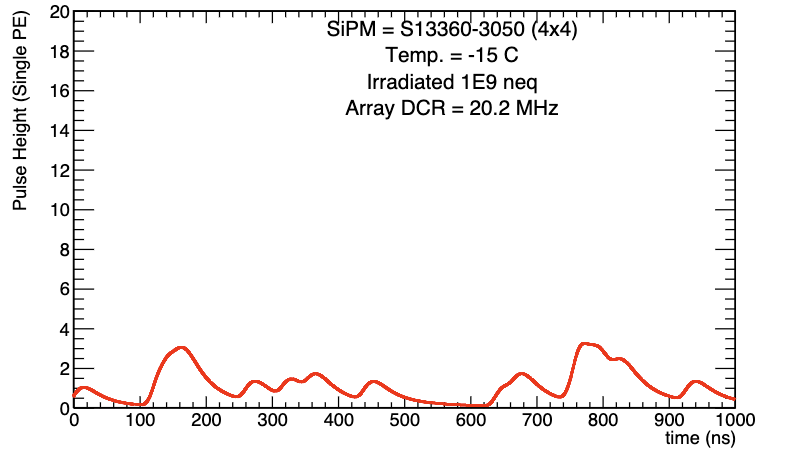 SiPM = S13360-3050 (4x4)
Temp. = -15 C
Irradiated 1E9 neq
Array DCR = 20.2 MHz
Pulse Height (Single PE)
20
18
16
14
12
10
8
6
4
2
0
0 100 200 300 400 500 600 700 800 900 1000
time (ns)